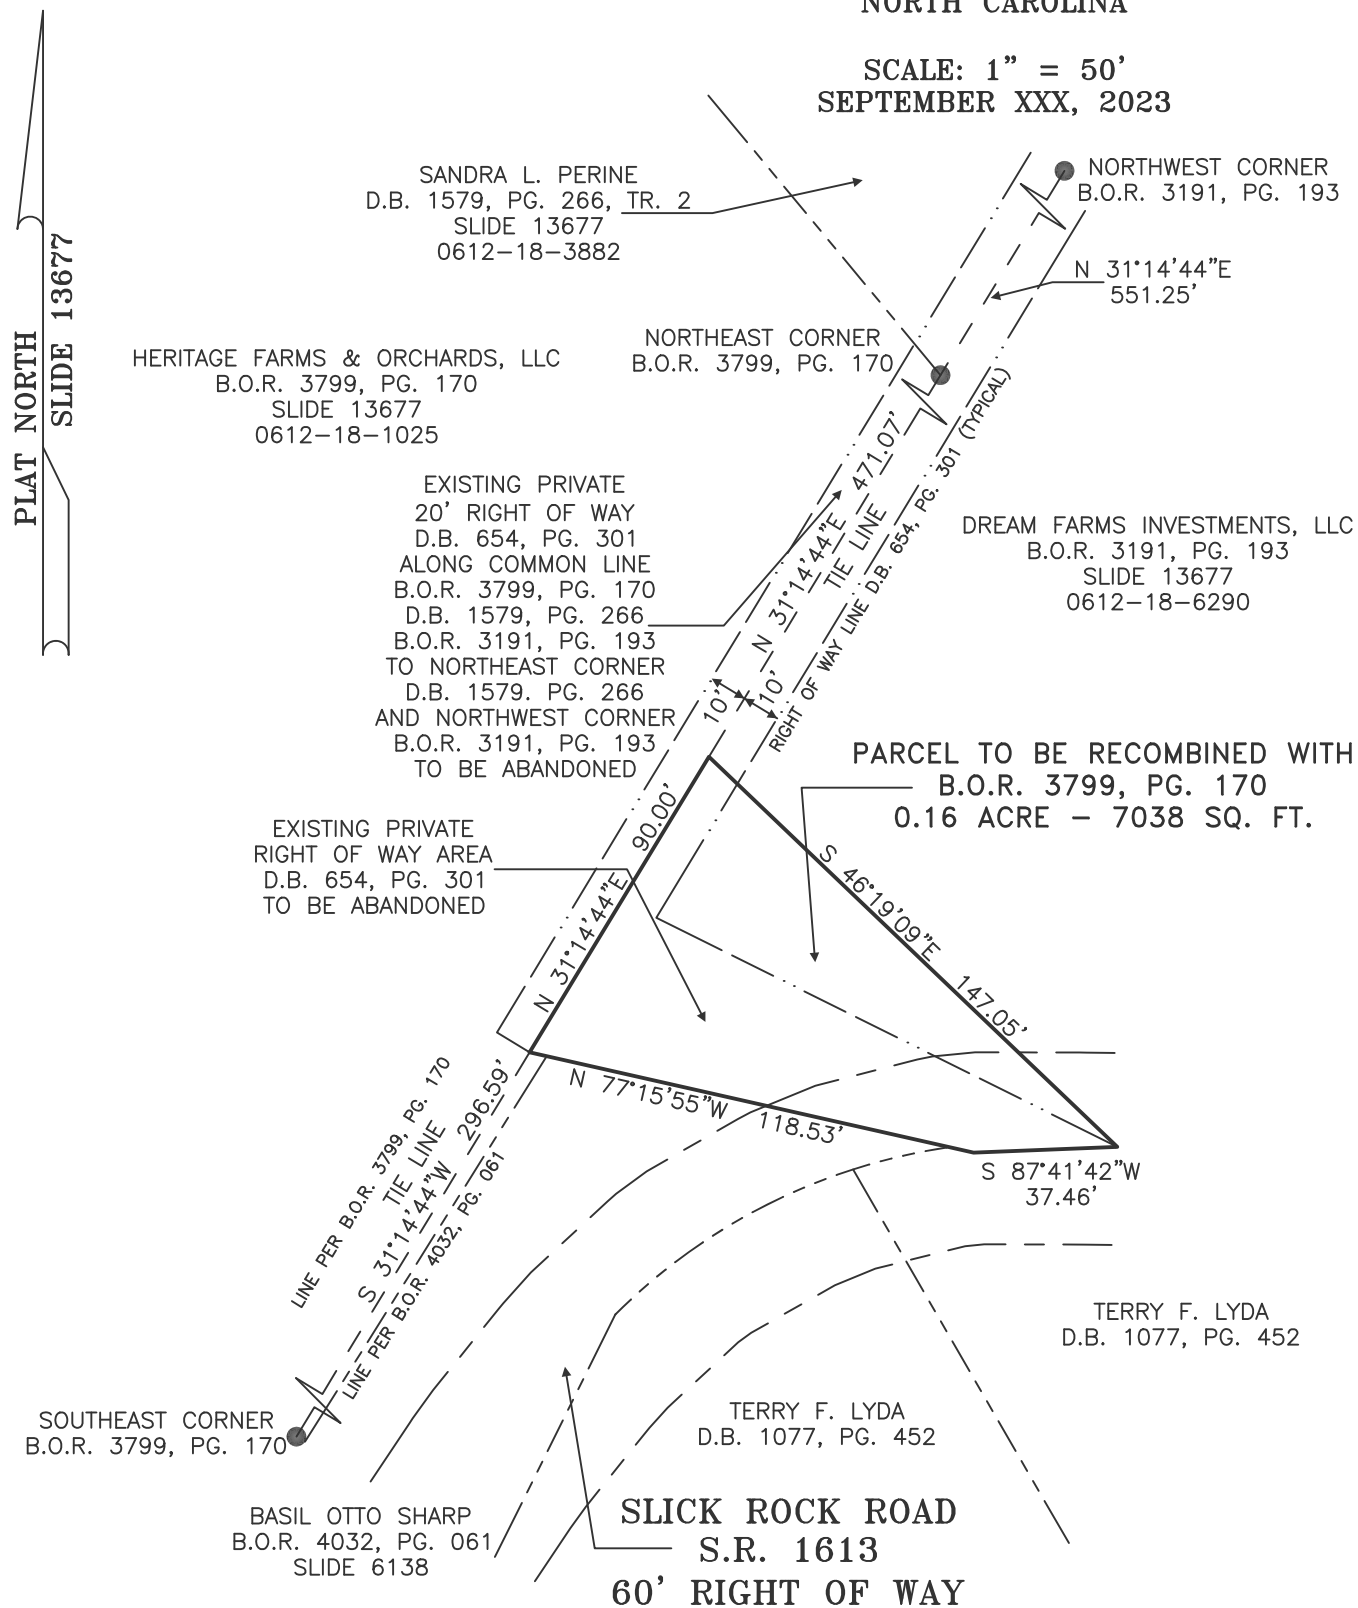 NORTH CAROLINA
SCALE: 1" = 50'
SEPTEMBER XXX, 2023
PLAT NORTH
SLIDE 13677
SANDRA L. PERINE
D.B. 1579, PG. 266, TR. 2
SLIDE 13677
0612-18-3882
NORTHWEST CORNER
B.O.R. 3191, PG. 193
N 31°14'44"E
551.25'
NORTHEAST CORNER
B.O.R. 3799, PG. 170
HERITAGE FARMS & ORCHARDS, LLC
B.O.R. 3799, PG. 170
SLIDE 13677
0612-18-1025
EXISTING PRIVATE
20' RIGHT OF WAY
D.B. 654, PG. 301
ALONG COMMON LINE
B.O.R. 3799, PG. 170
D.B. 1579, PG. 266
B.O.R. 3191, PG. 193
TO NORTHEAST CORNER
D.B. 1579. PG. 266
AND NORTHWEST CORNER
B.O.R. 3191, PG. 193
TO BE ABANDONED
N 31°14'44"E 471.07'
TIE LINE
RIGHT OF WAY LINE D.B. 654, PG. 301 (TYPICAL)
10'
10'
DREAM FARMS INVESTMENTS, LLC
B.O.R. 3191, PG. 193
SLIDE 13677
0612-18-6290
PARCEL TO BE RECOMBINED WITH
B.O.R. 3799, PG. 170
0.16 ACRE - 7038 SQ. FT.
EXISTING PRIVATE
RIGHT OF WAY AREA
D.B. 654, PG. 301
TO BE ABANDONED
N 31°14'44"E 90.00'
S 46°19'09"E 147.05'
N 77°15'55"W 118.53'
S 87°41'42"W
37.46'
LINE PER B.O.R. 3799, PG. 170
TIE LINE
S 31°14'44"W 296.59'
LINE PER B.O.R. 4032, PG. 061
TERRY F. LYDA
D.B. 1077, PG. 452
TERRY F. LYDA
D.B. 1077, PG. 452
SOUTHEAST CORNER
B.O.R. 3799, PG. 170
BASIL OTTO SHARP
B.O.R. 4032, PG. 061
SLIDE 6138
SLICK ROCK ROAD
S.R. 1613
60' RIGHT OF WAY